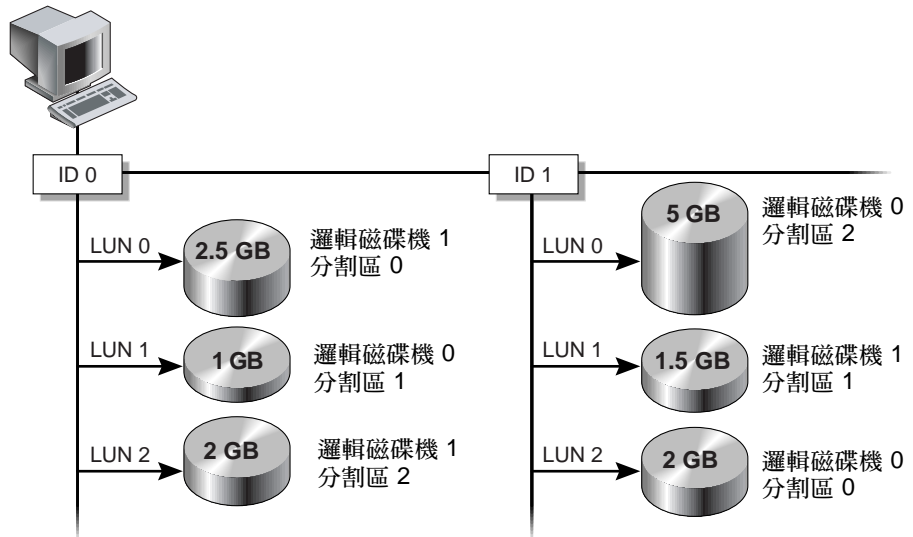 ID 0
LUN 0
2.5 GB
邏輯磁碟機 1
分割區 0
LUN 1
1 GB
邏輯磁碟機 0
分割區 1
LUN 2
2 GB
邏輯磁碟機 1
分割區 2
ID 1
LUN 0
5 GB
邏輯磁碟機 0
分割區 2
LUN 1
1.5 GB
邏輯磁碟機 1
分割區 1
LUN 2
2 GB
邏輯磁碟機 0
分割區 0